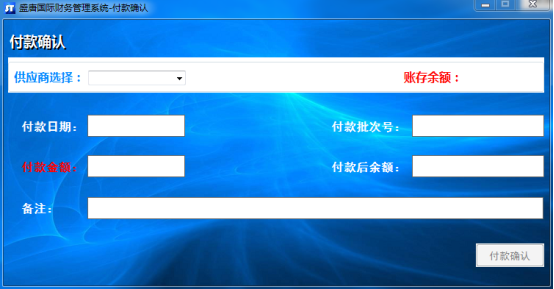 盛唐国际财务管理系统-付款确认
付款确认
供应商选择： 账存余额：
付款日期： 付款批次号：
付款金额： 付款后余额：
备注：
付款确认